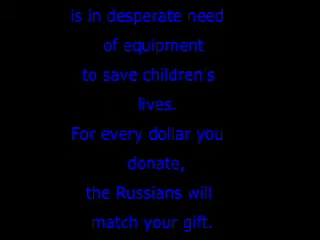 is in desperate need
of equipment
to save children s
lives.
For every dollar you
donate,
the Russians will
match your gift.